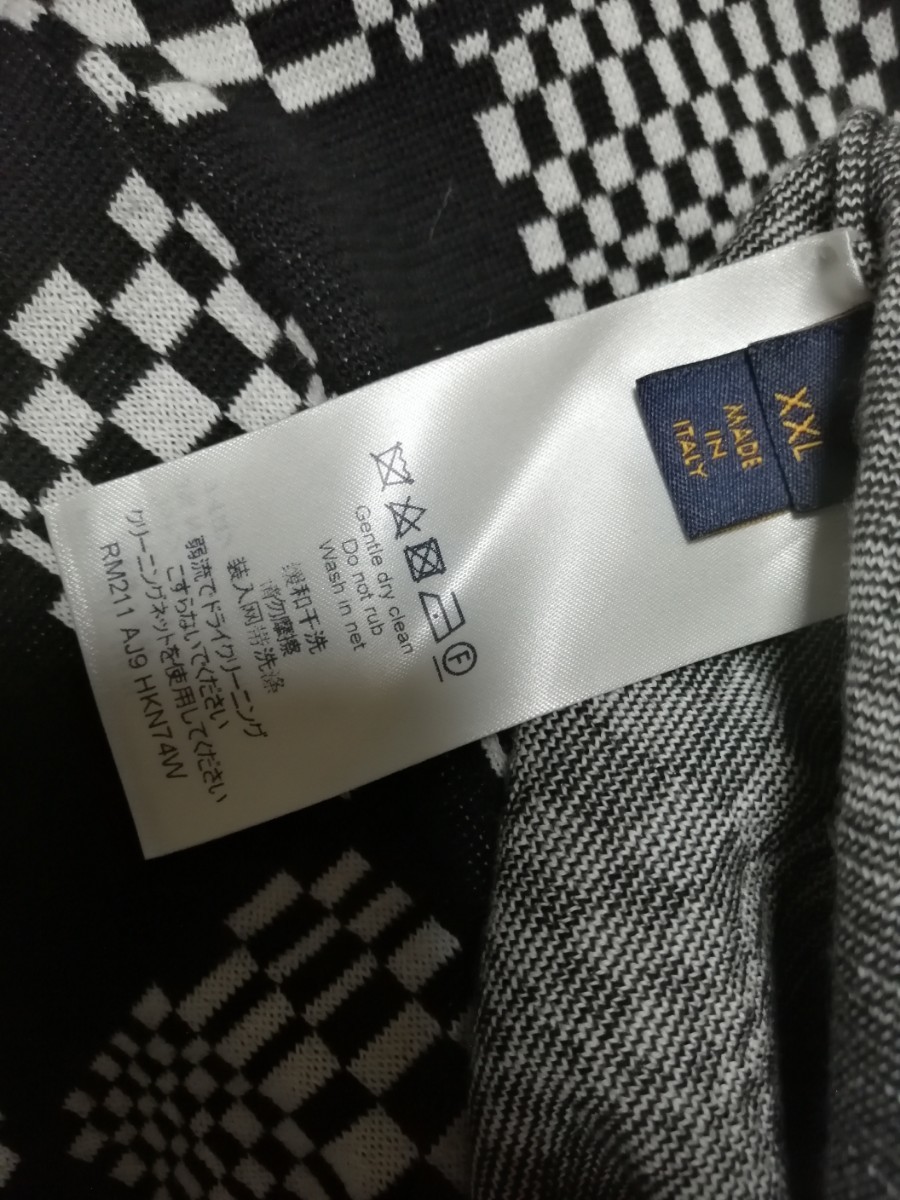 XXL
MADE
IN
ITALY
Gentle dry clean
Do not rub
Wash in net
缓和干洗
请勿摩擦
装入网带洗涤
弱流でドライクリーニング
こすらないでください
クリーニングネットを使用してください
RM211 AJ9 HKN74W
F